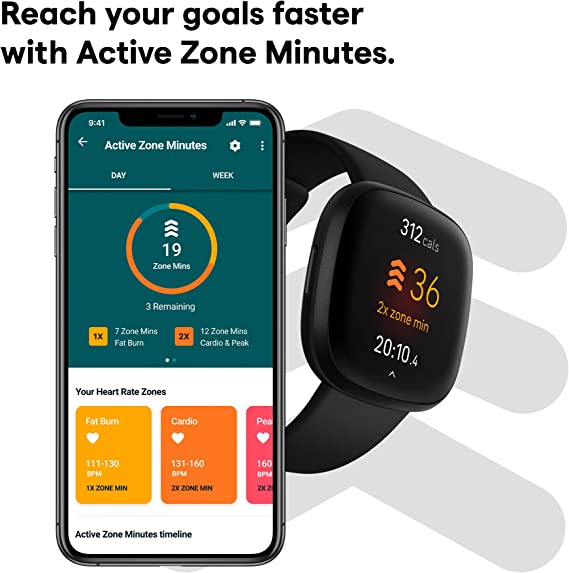 Reach your goals faster
with Active Zone Minutes.
9:41
Active Zone Minutes
DAY WEEK
19
Zone Mins
3 Remaining
1X 7 Zone Mins
Fat Burn
2X 12 Zone Mins
Cardio & Peak
Your Heart Rate Zones
Fat Burn
111-130
BPM
1X ZONE MIN
Cardio
131-160
BPM
2X ZONE MIN
Pea
160
BPM
2X Z
Active Zone Minutes timeline
312 cals
36
2x zone min
20:10.4